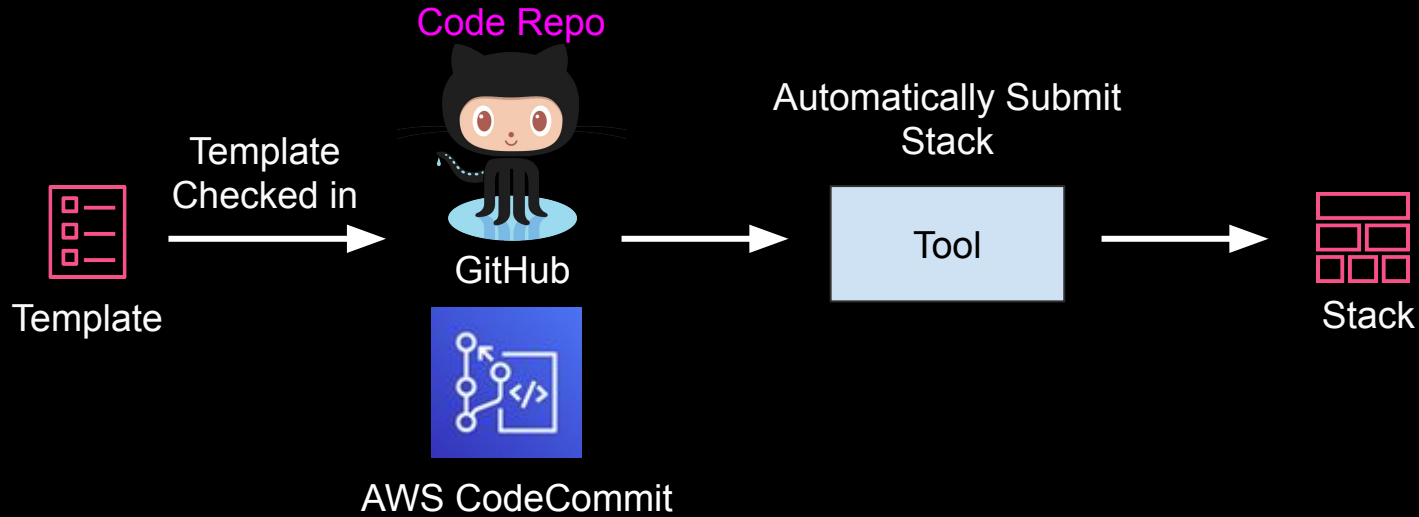 Code Repo
Automatically Submit
Stack
Template
Checked in
Tool
GitHub
Template
Stack
AWS CodeCommit